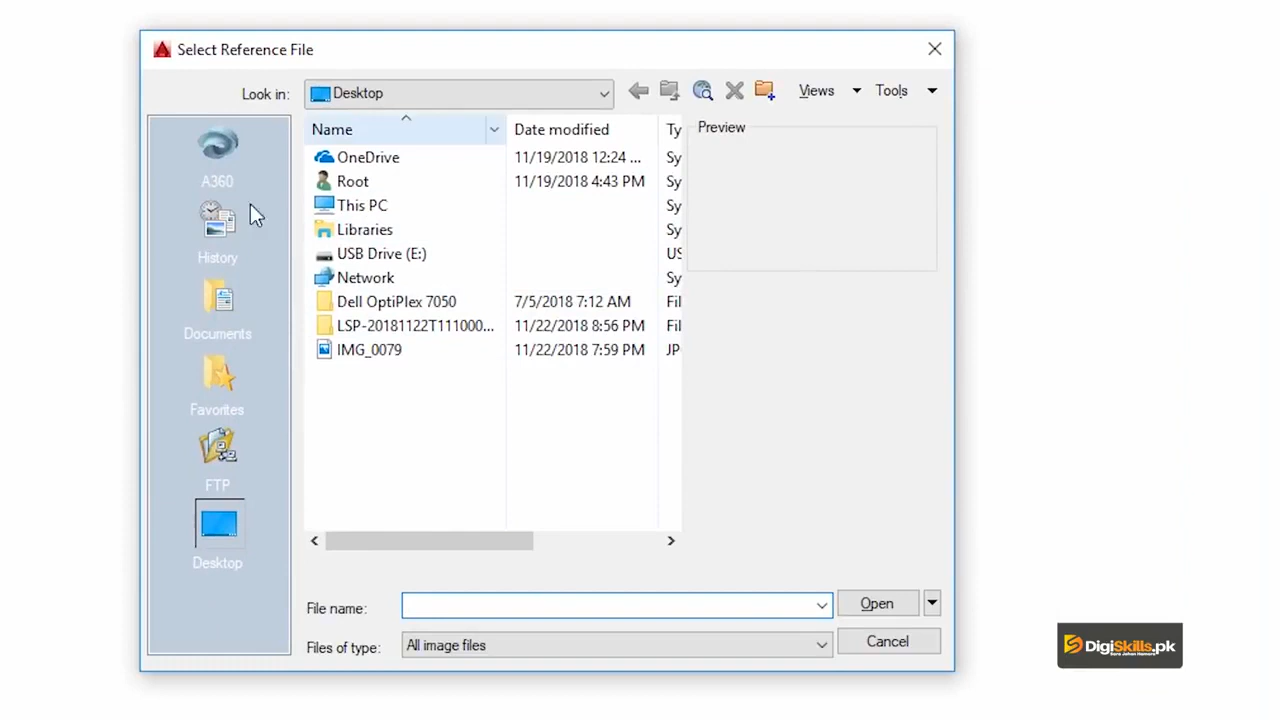 Select Reference File
Look in: Desktop Views Tools
Name Date modified Ty Preview
A360
OneDrive 11/19/2018 12:24 ... Sy
Root 11/19/2018 4:43 PM Sy
This PC Sy
History
Libraries Sy
USB Drive (E:) US
Network Sy
Documents
Dell OptiPlex 7050 7/5/2018 7:12 AM Fil
LSP-20181122T111000... 11/22/2018 8:56 PM Fil
IMG_0079 11/22/2018 7:59 PM JP
Favorites
FTP
Desktop
File name: Open
Files of type: All image files Cancel
DigiSkills.pk